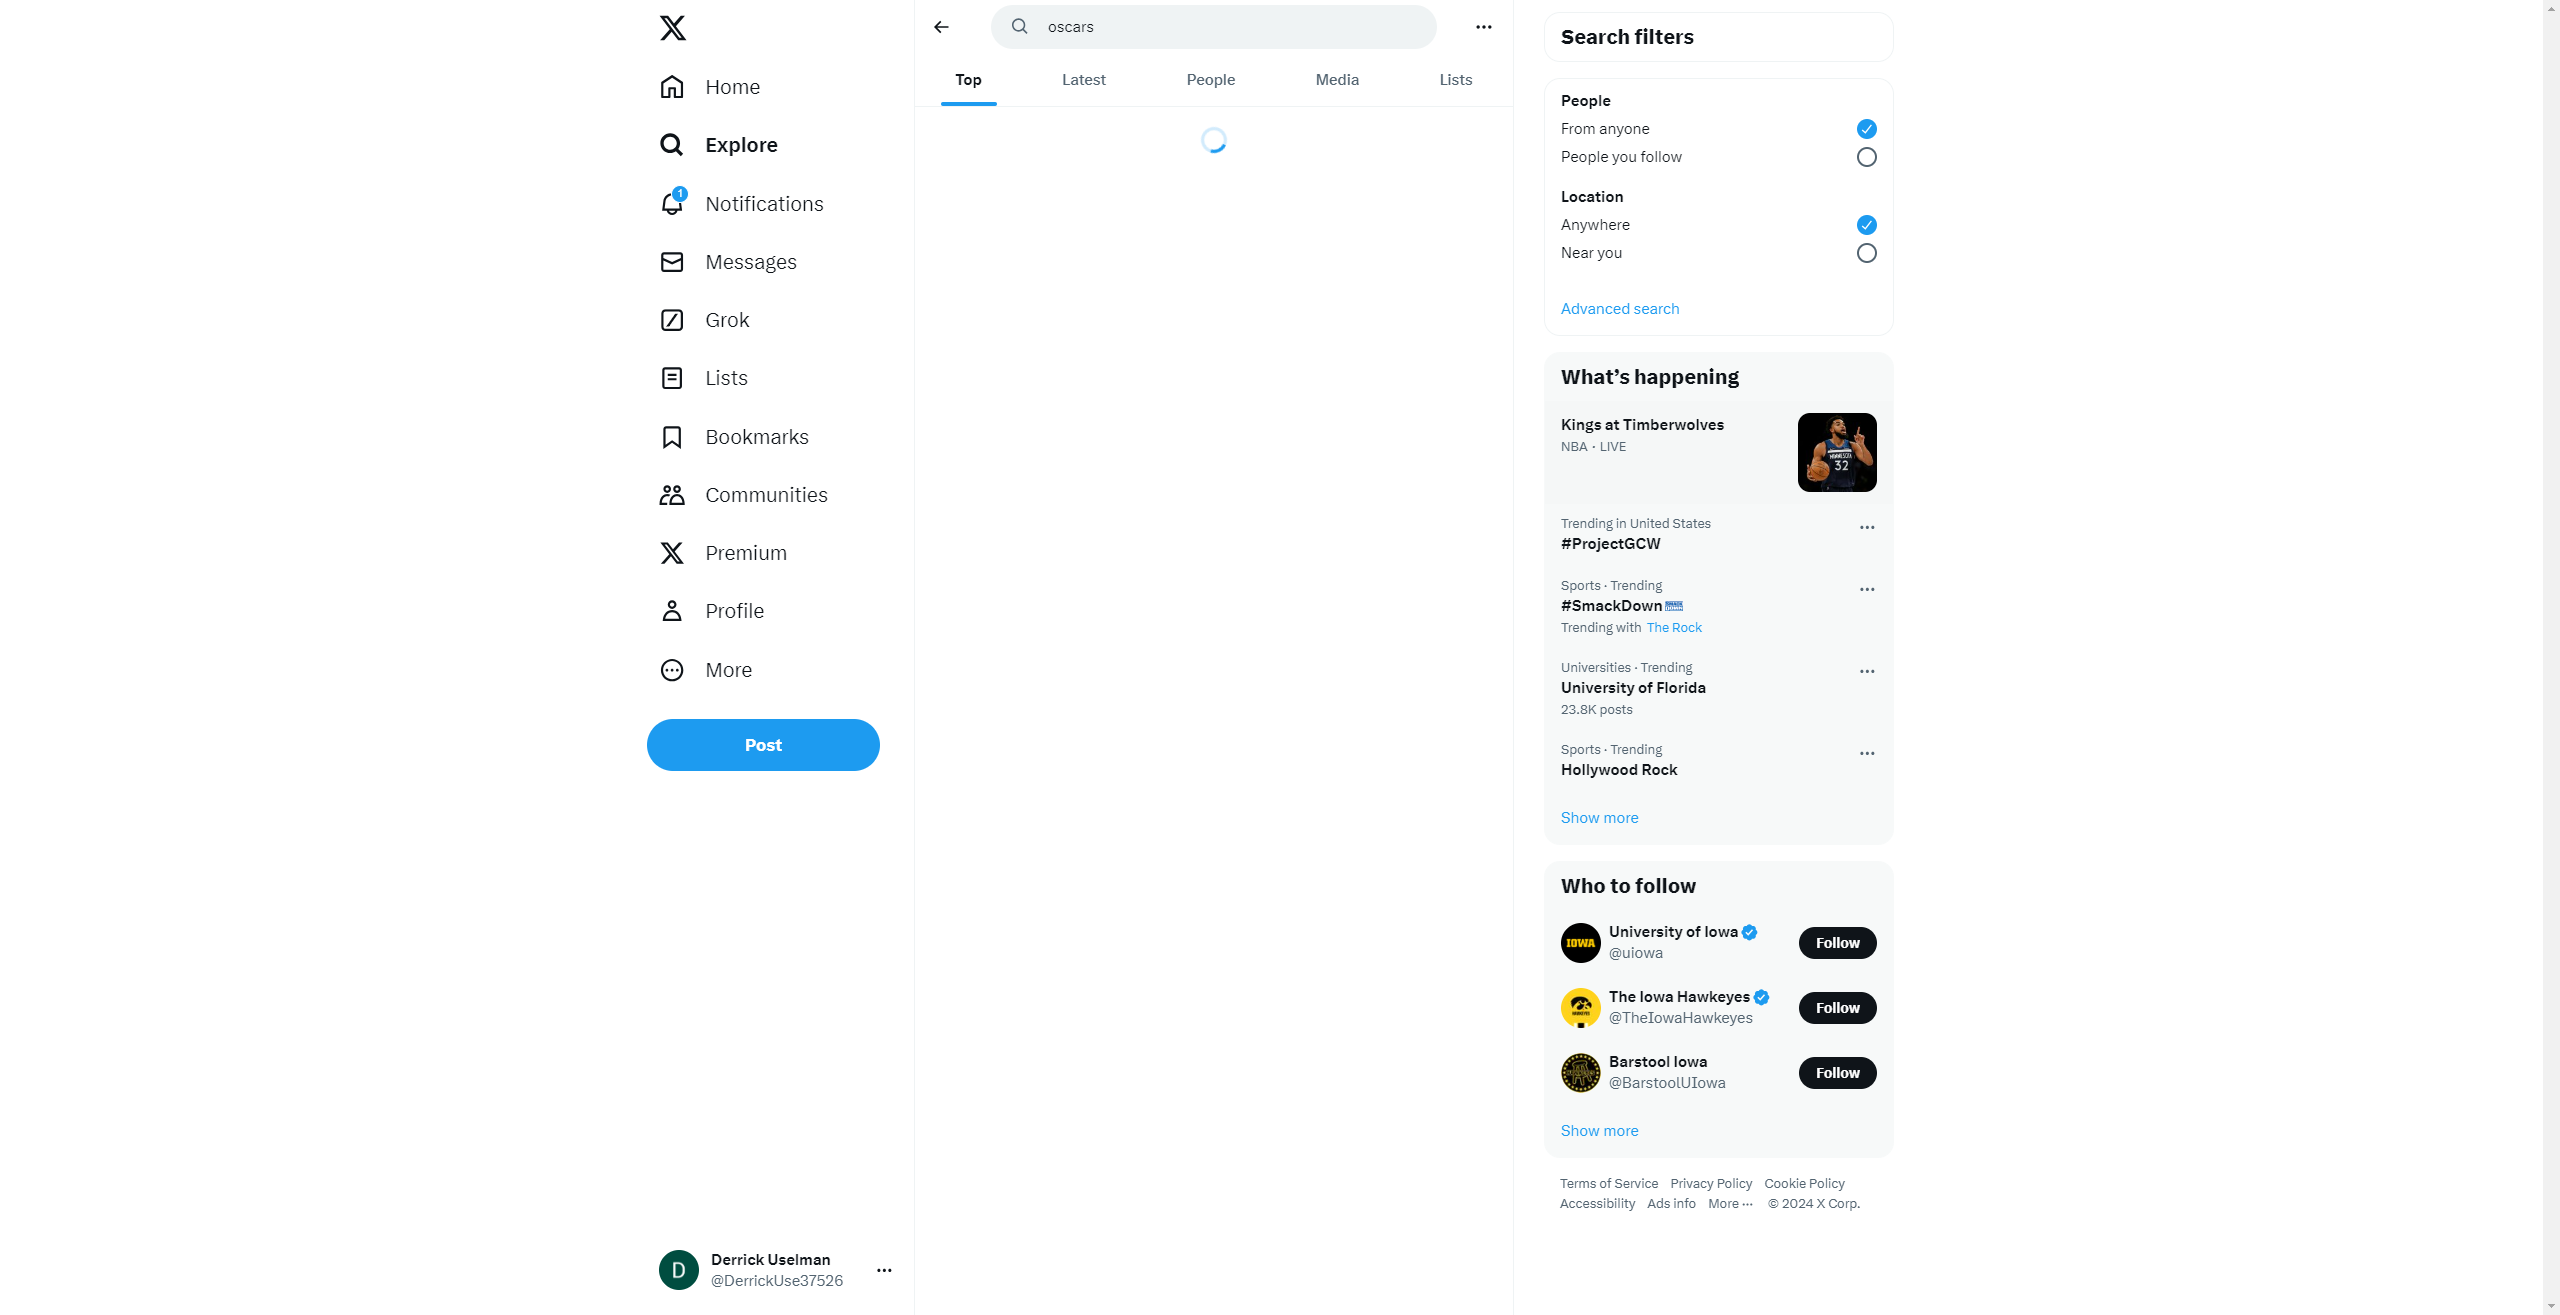 Home
Explore
1
Notifications
Messages
Grok
Lists
Bookmarks
Communities
Premium
Profile
More
Post
D
Derrick Uselman
@DerrickUse37526
oscars
Top Latest People Media Lists
Search filters
People
From anyone
People you follow
Location
Anywhere
Near you
Advanced search
What’s happening
Kings at Timberwolves
NBA · LIVE
MINNESOTA
32
Trending in United States
#ProjectGCW
Sports · Trending
#SmackDown
Trending with The Rock
Universities · Trending
University of Florida
23.8K posts
Sports · Trending
Hollywood Rock
Show more
Who to follow
IOWA
University of Iowa
@uiowa
Follow
HAWKEYES
The Iowa Hawkeyes
@TheIowaHawkeyes
Follow
Barstool Iowa
@BarstoolUIowa
Follow
Show more
Terms of Service Privacy Policy Cookie Policy
Accessibility Ads info More ··· © 2024 X Corp.